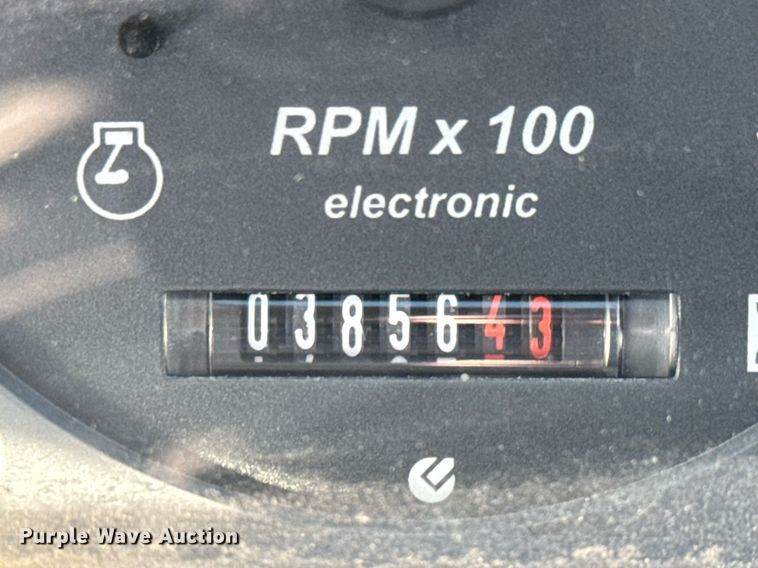 RPM x 100
electronic
0385643
Purple Wave Auction